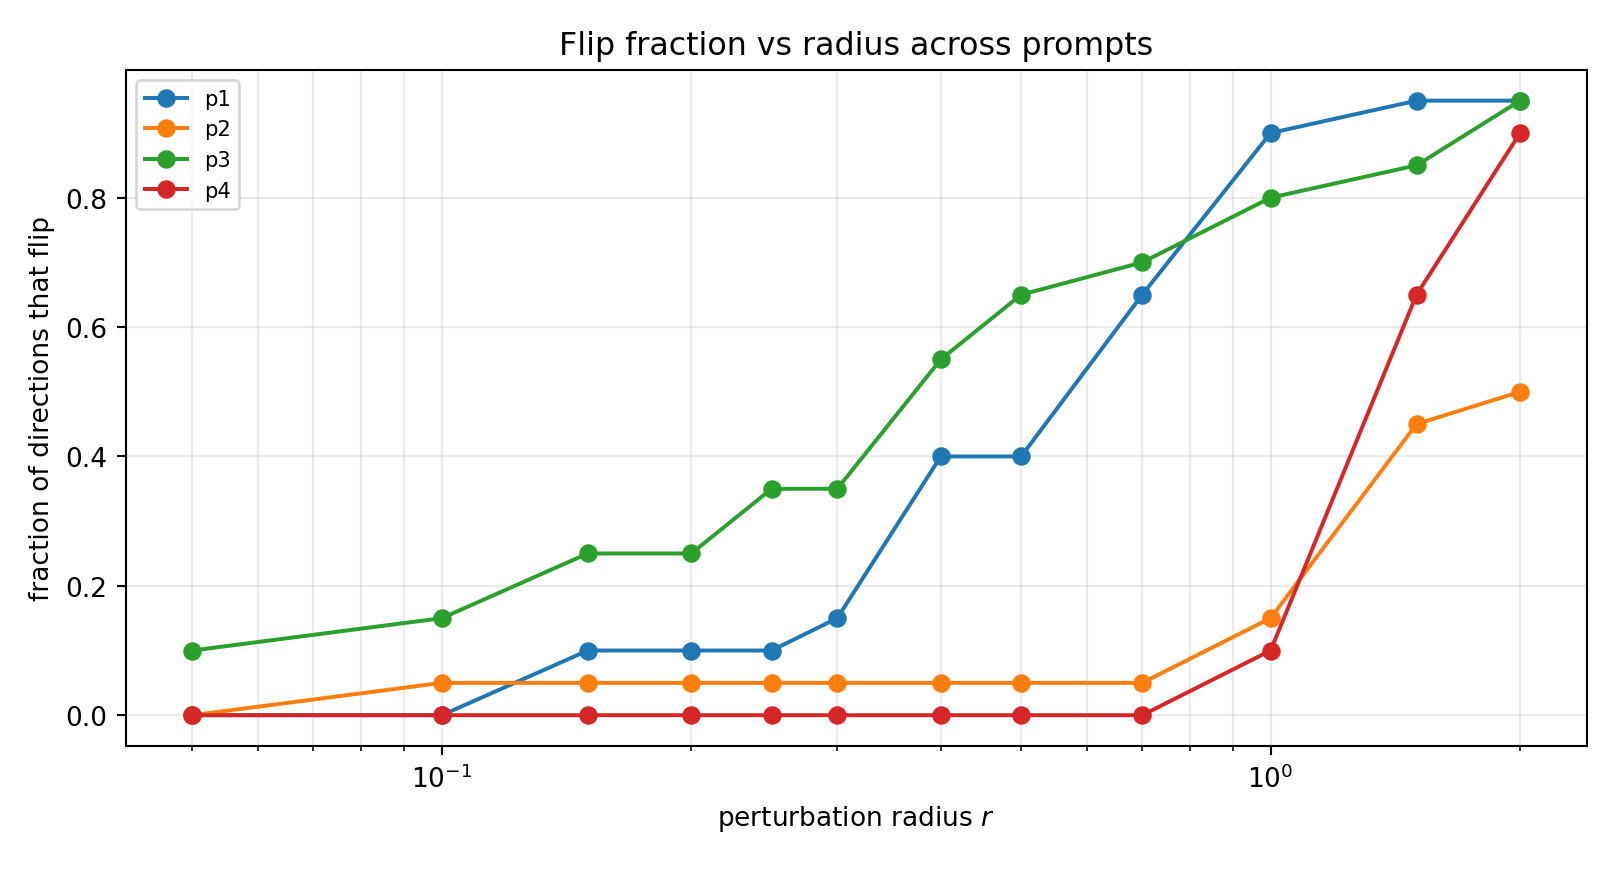 Flip fraction vs radius across prompts
p1
p2
p3
p4
fraction of directions that flip
0.8
0.6
0.4
0.2
0.0
10⁻¹
10⁰
perturbation radius r